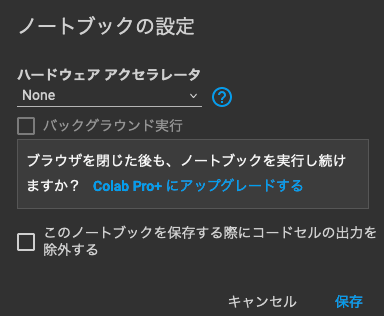 ノートブックの設定
ハードウェア アクセラレータ
None
?
バックグラウンド実行
ブラウザを閉じた後も、ノートブックを実行し続け
ますか? Colab Pro+ にアップグレードする
このノートブックを保存する際にコードセルの出力を
除外する
キャンセル 保存